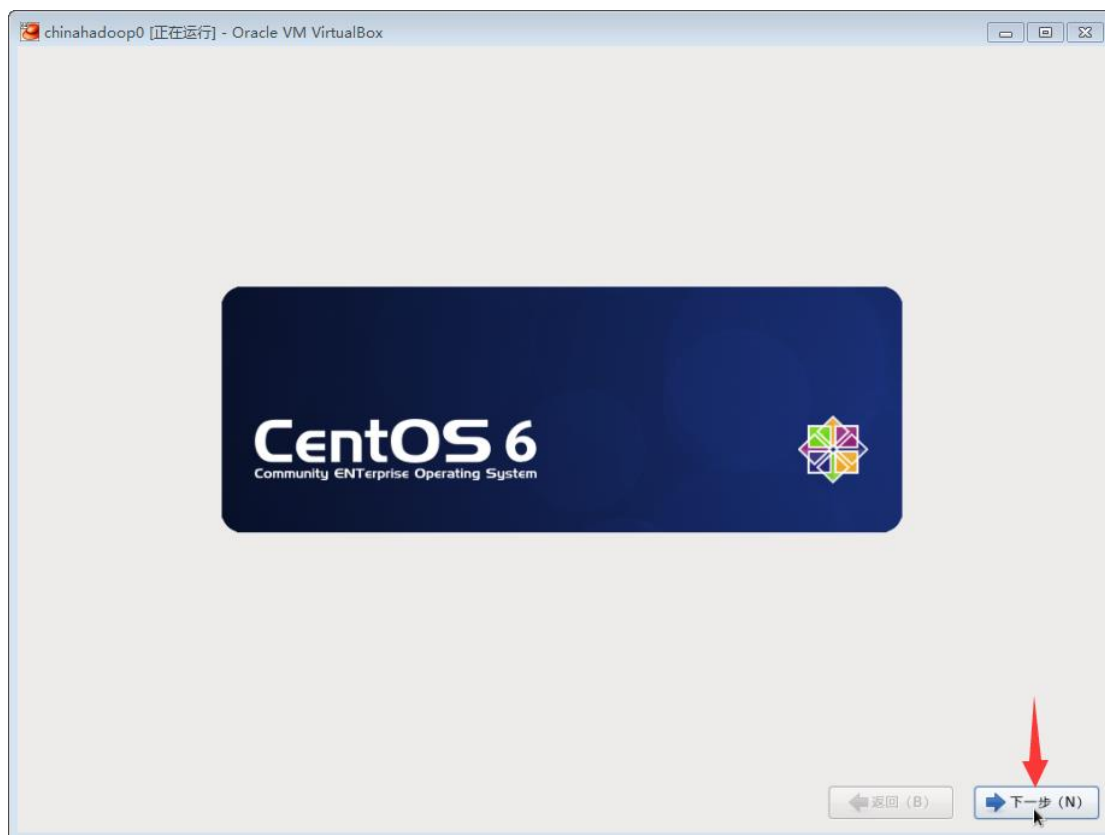 chinahadoop0 [正在运行] - Oracle VM VirtualBox
CentOS 6
Community ENTerprise Operating System
返回（B）
下一步（N）